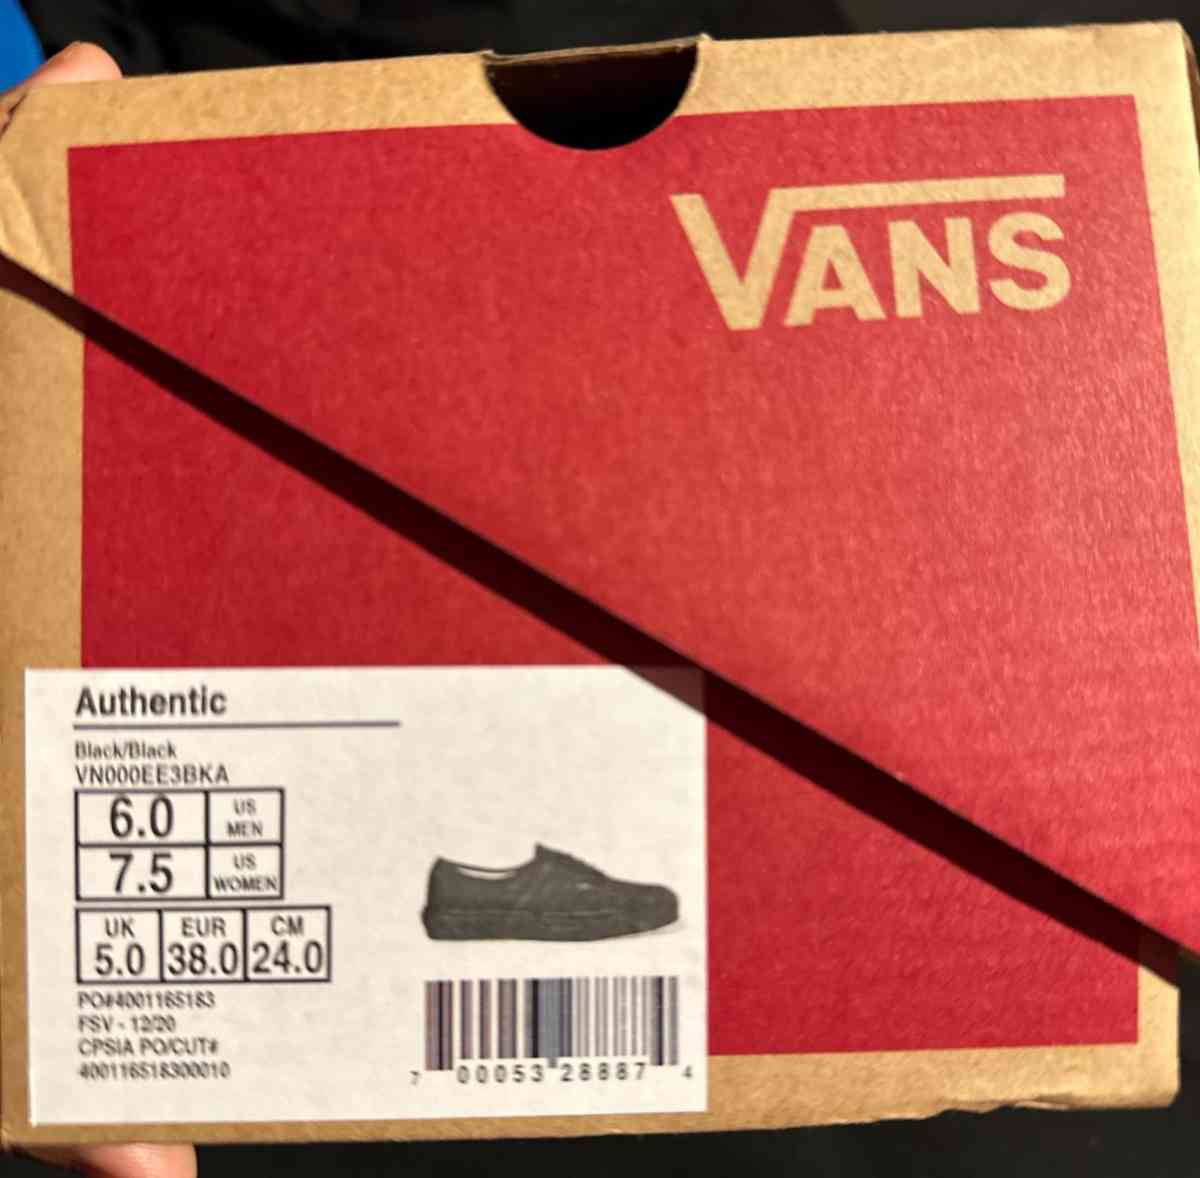 VANS
Authentic
Black/Black
VN000EE3BKA
6.0 US MEN
7.5 US WOMEN
UK EUR CM
5.0 38.0 24.0
PO#4001165183
FSV - 12/20
CPSIA PO/CUT#
400116518300010
7 00053 28887 4